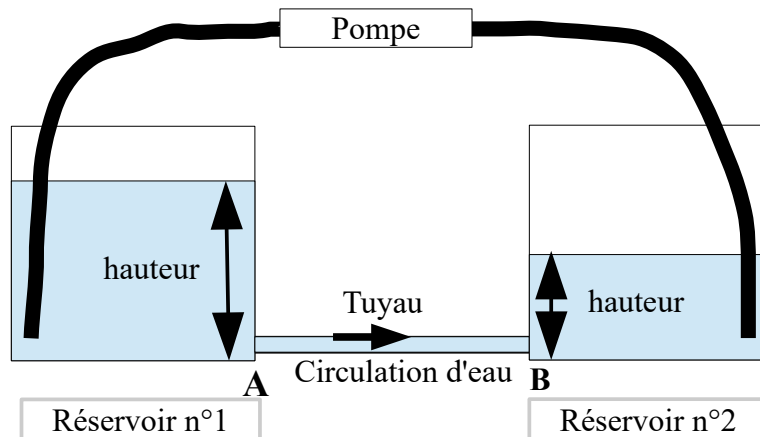 Pompe
hauteur
hauteur
Tuyau
A
Circulation d'eau
B
Réservoir n°1
Réservoir n°2